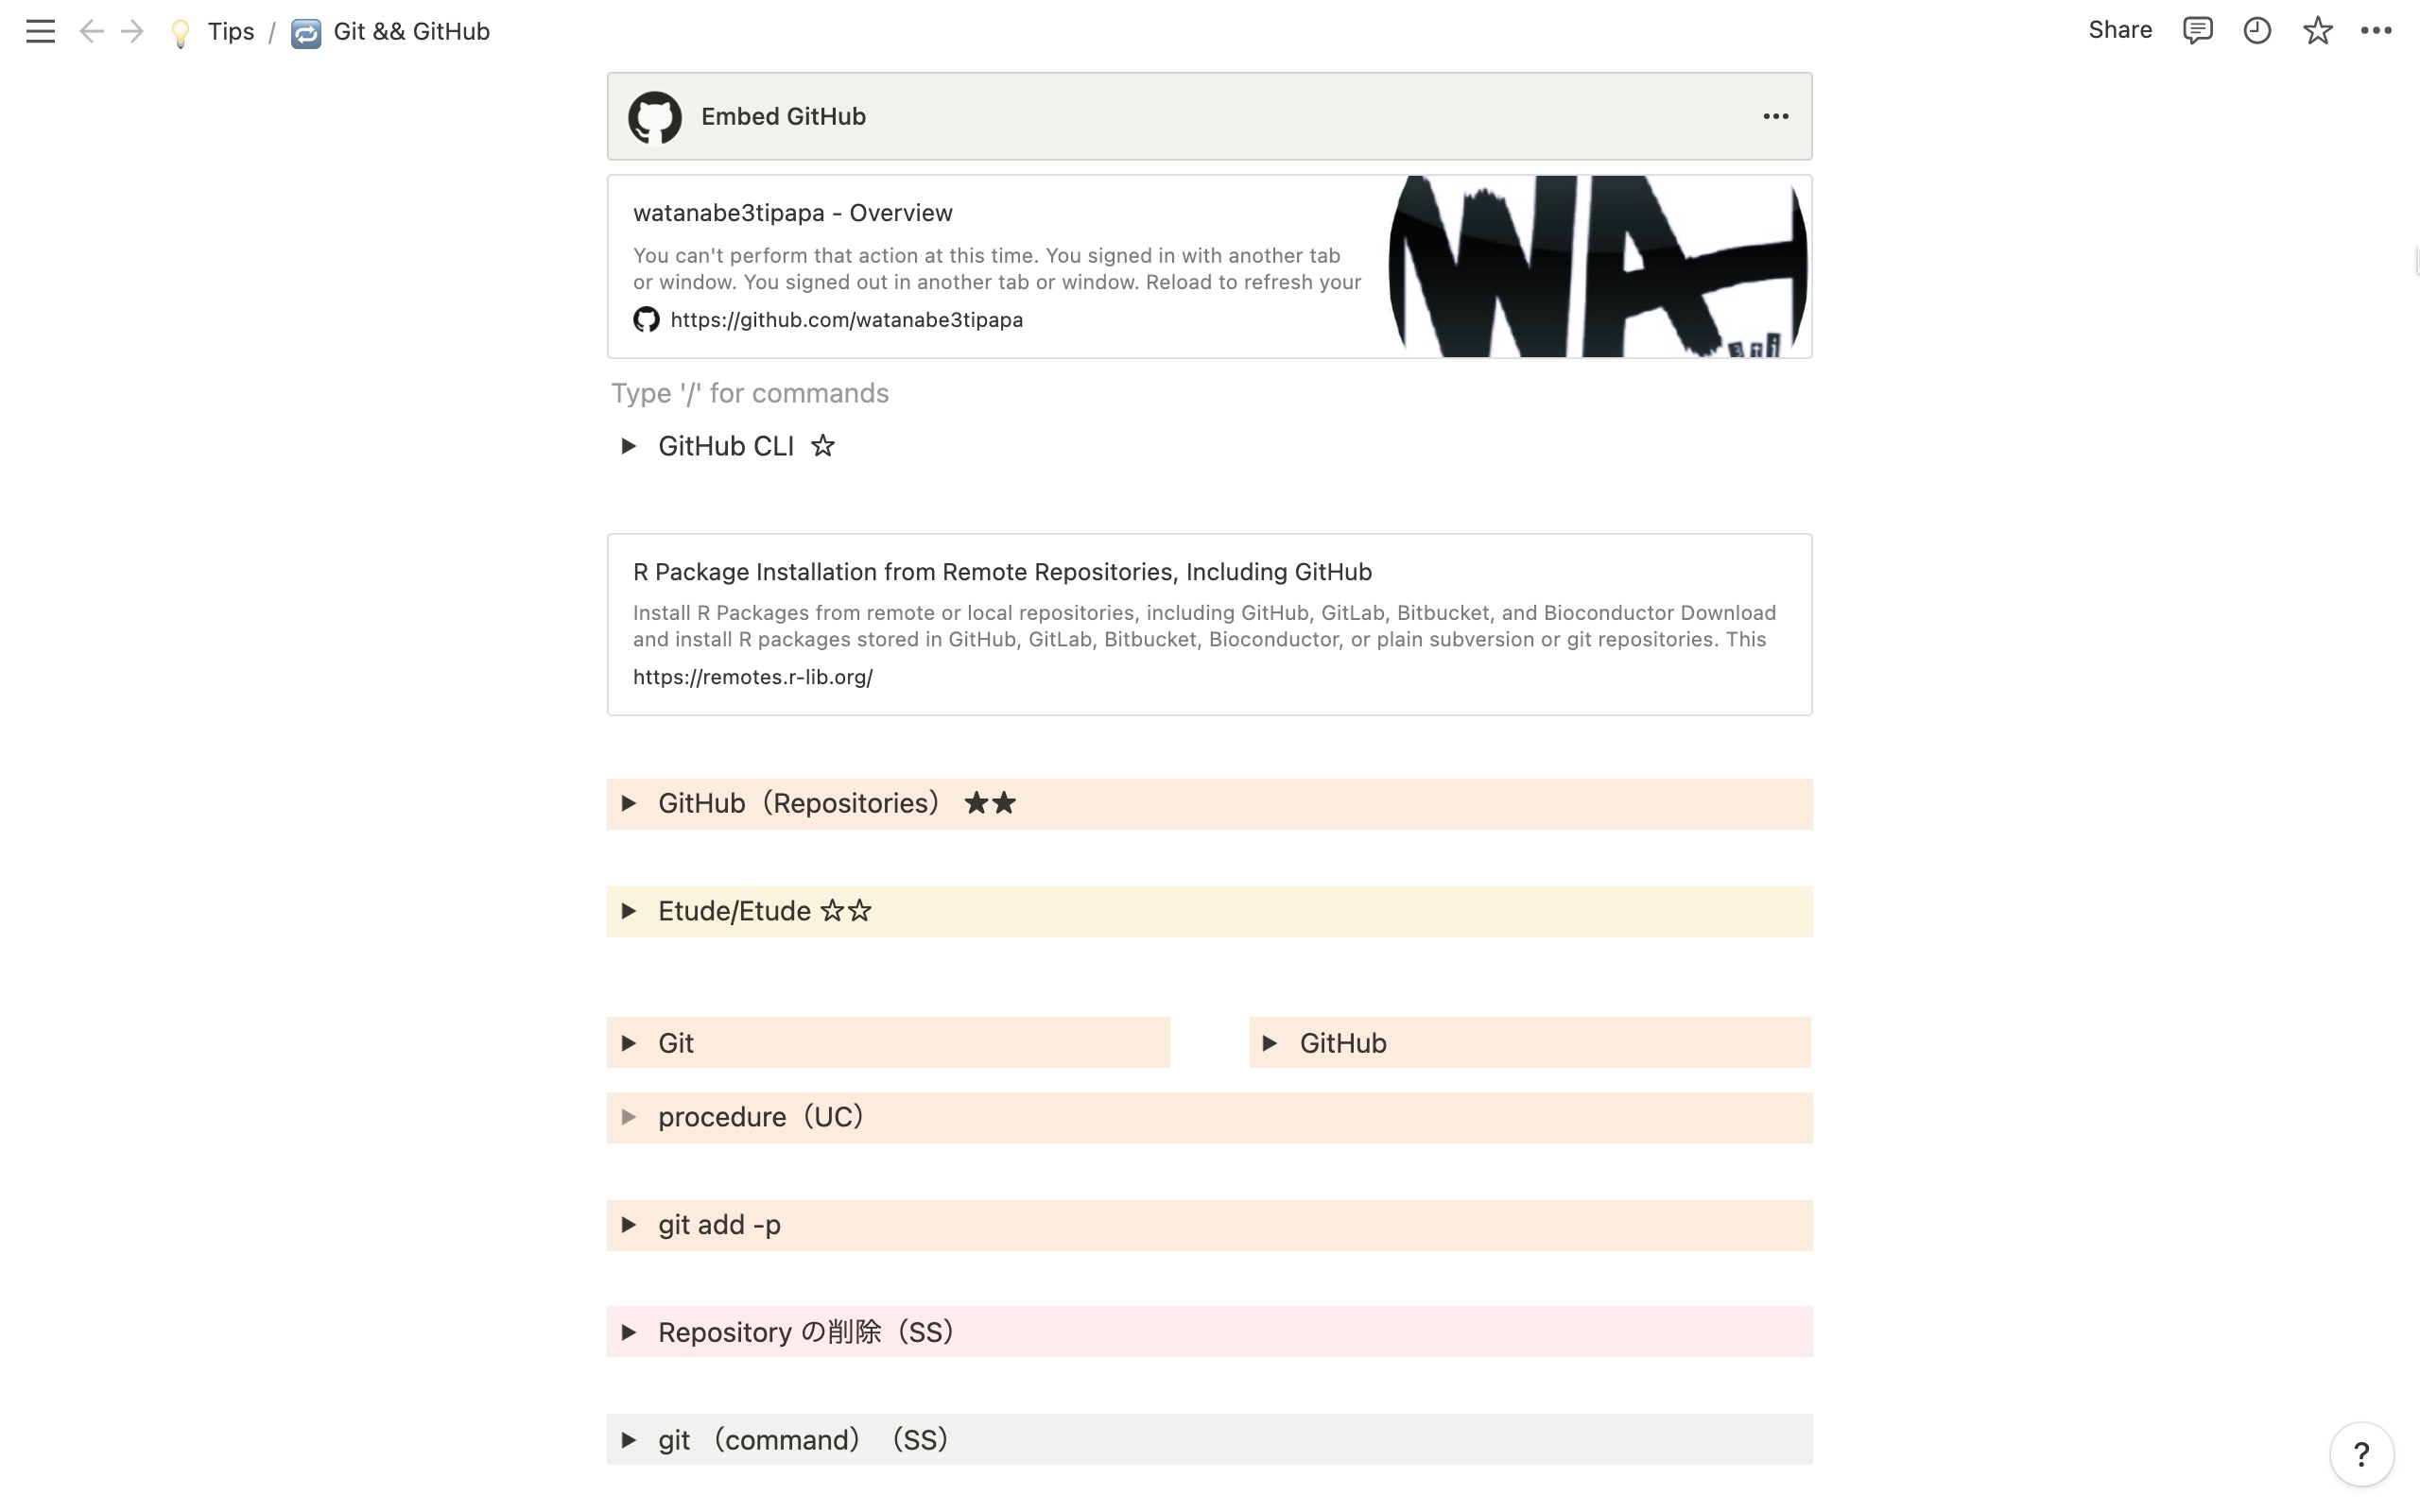 Tips / Git && GitHub
Share
Embed GitHub
watanabe3tipapa - Overview
You can't perform that action at this time. You signed in with another tab
or window. You signed out in another tab or window. Reload to refresh your
https://github.com/watanabe3tipapa
WA
3ti
Type '/' for commands
GitHub CLI ☆
R Package Installation from Remote Repositories, Including GitHub
Install R Packages from remote or local repositories, including GitHub, GitLab, Bitbucket, and Bioconductor Download
and install R packages stored in GitHub, GitLab, Bitbucket, Bioconductor, or plain subversion or git repositories. This
https://remotes.r-lib.org/
GitHub（Repositories） ★★
Etude/Etude ☆☆
Git
GitHub
procedure（UC）
git add -p
Repository の削除（SS）
git （command） （SS）
?